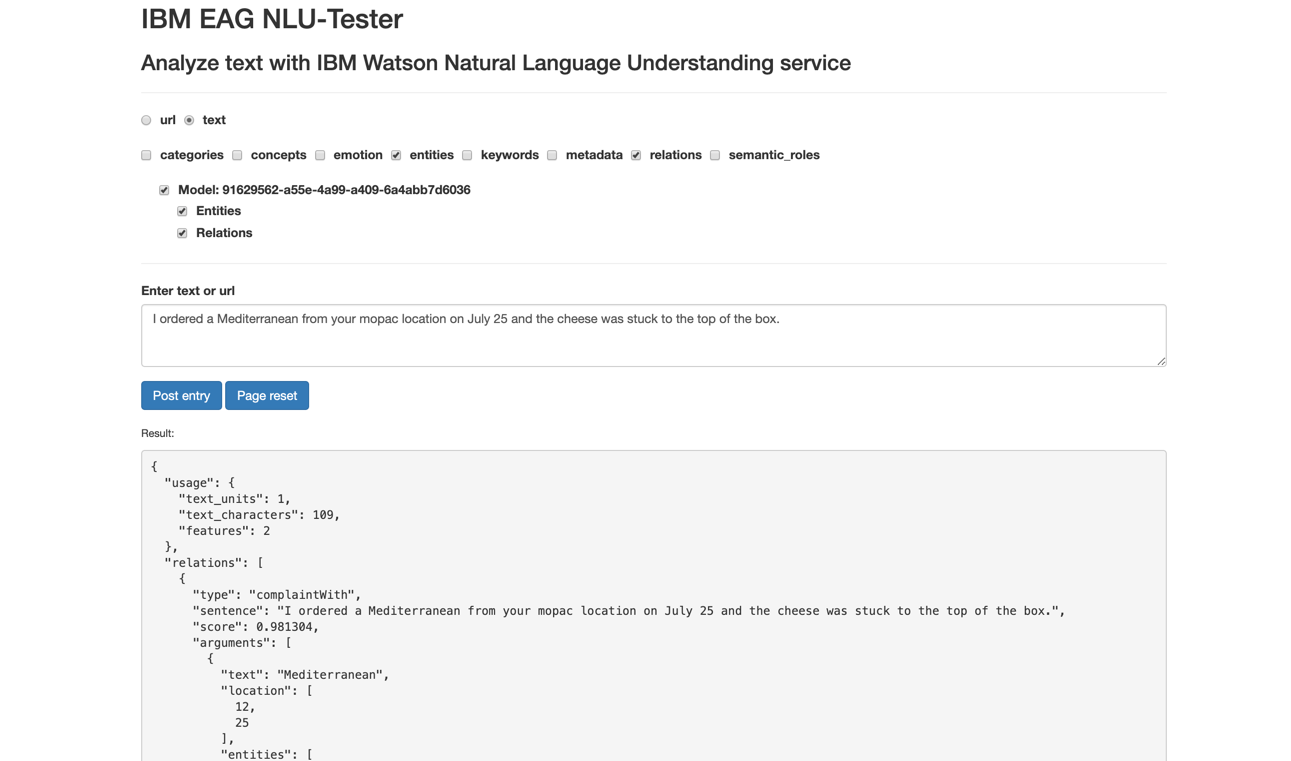 IBM EAG NLU-Tester
Analyze text with IBM Watson Natural Language Understanding service
url text
categories concepts emotion entities keywords metadata relations semantic_roles
Model: 91629562-a55e-4a99-a409-6a4abb7d6036
Entities
Relations
Enter text or url
I ordered a Mediterranean from your mopac location on July 25 and the cheese was stuck to the top of the box.
Post entry Page reset
Result:
{
"usage": {
"text_units": 1,
"text_characters": 109,
"features": 2
},
"relations": [
{
"type": "complaintWith",
"sentence": "I ordered a Mediterranean from your mopac location on July 25 and the cheese was stuck to the top of the box.",
"score": 0.981304,
"arguments": [
{
"text": "Mediterranean",
"location": [
12,
25
],
"entities": [